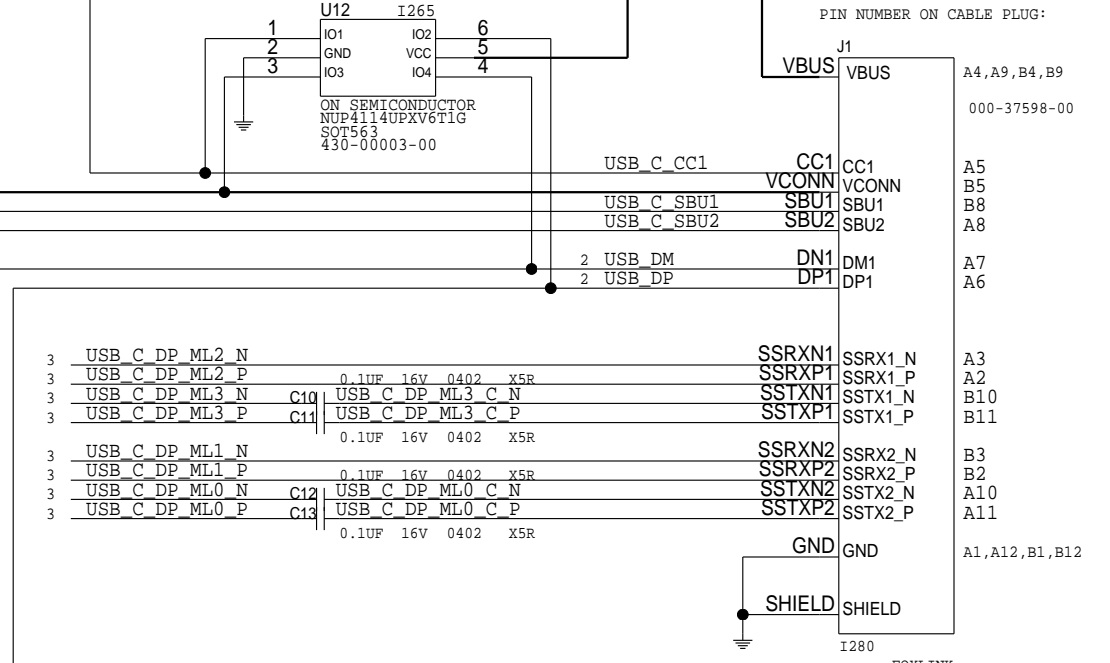 U12 I265
PIN NUMBER ON CABLE PLUG:
1 IO1 IO2 6
2 GND VCC 5
3 IO3 IO4 4
ON SEMICONDUCTOR
NUP4114UPXV6T1G
SOT563
430-00003-00
J1
VBUS VBUS A4,A9,B4,B9
000-37598-00
USB_C_CC1 CC1 CC1 A5
VCONN VCONN B5
USB_C_SBU1 SBU1 SBU1 B8
USB_C_SBU2 SBU2 SBU2 A8
2 USB_DM DN1 DM1 A7
2 USB_DP DP1 DP1 A6
3 USB_C_DP_ML2_N SSRXN1 SSRX1_N A3
3 USB_C_DP_ML2_P SSRXP1 SSRX1_P A2
0.1UF 16V 0402 X5R
3 USB_C_DP_ML3_N C10 USB_C_DP_ML3_C_N SSTXN1 SSTX1_N B10
3 USB_C_DP_ML3_P C11 USB_C_DP_ML3_C_P SSTXP1 SSTX1_P B11
0.1UF 16V 0402 X5R
3 USB_C_DP_ML1_N SSRXN2 SSRX2_N B3
3 USB_C_DP_ML1_P SSRXP2 SSRX2_P B2
0.1UF 16V 0402 X5R
3 USB_C_DP_ML0_N C12 USB_C_DP_ML0_C_N SSTXN2 SSTX2_N A10
3 USB_C_DP_ML0_P C13 USB_C_DP_ML0_C_P SSTXP2 SSTX2_P A11
0.1UF 16V 0402 X5R
GND GND A1,A12,B1,B12
SHIELD SHIELD
I280